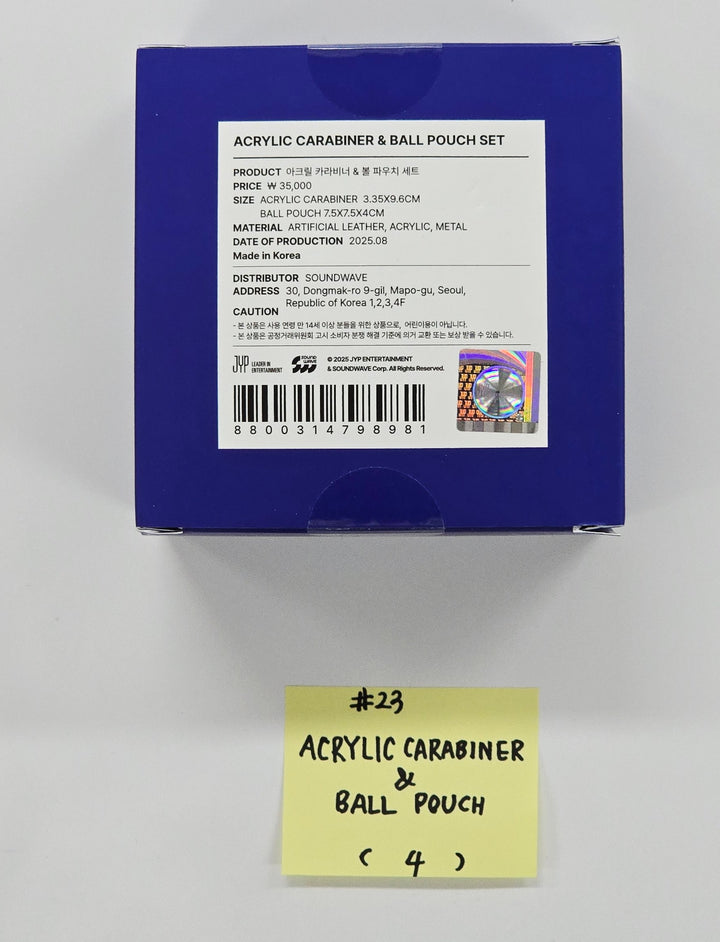 ACRYLIC CARABINER & BALL POUCH SET
PRODUCT 아크릴 카라비너 & 볼 파우치 세트
PRICE ₩ 35,000
SIZE ACRYLIC CARABINER 3.35X9.6CM
BALL POUCH 7.5X7.5X4CM
MATERIAL ARTIFICIAL LEATHER, ACRYLIC, METAL
DATE OF PRODUCTION 2025.08
Made in Korea
DISTRIBUTOR SOUNDWAVE
ADDRESS 30, Dongmak-ro 9-gil, Mapo-gu, Seoul,
Republic of Korea 1,2,3,4F
CAUTION
- 본 상품은 사용 연령 만 14세 이상 분들을 위한 상품으로, 어린이용이 아닙니다.
- 본 상품은 공정거래위원회 고시 소비자 분쟁 해결 기준에 의거 교환 또는 보상 받을 수 있습니다.
JYP LEADER IN
ENTERTAINMENT
sound
wave
© 2025 JYP ENTERTAINMENT
& SOUNDWAVE Corp. All Rights Reserved.
8800314798981
#23
ACRYLIC CARABINER
&
BALL POUCH
( 4 )